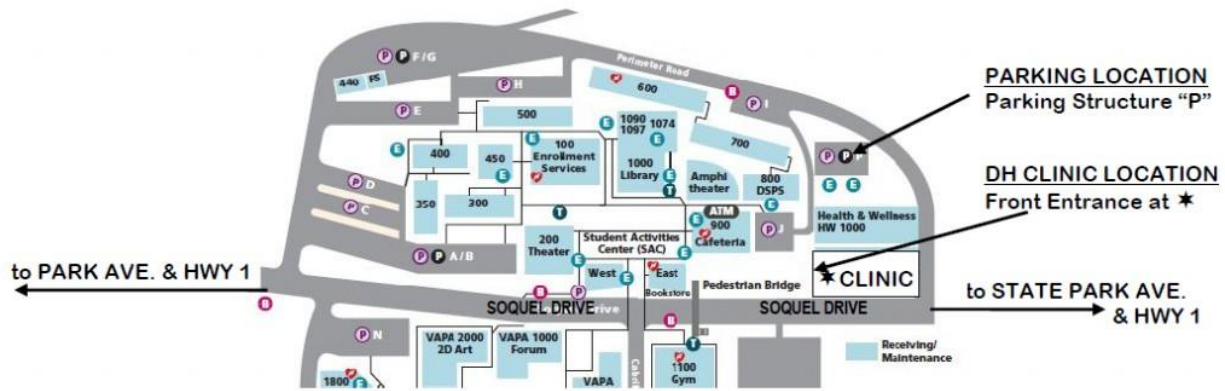 P P F/G
440 FS
P H
P E
500
Perimeter Road
600
B
P I
PARKING LOCATION
Parking Structure “P”
E
E
1090 1074
1097
E
700
E
400
450
E
100
Enrollment
Services
1000
Library
E
T
Amphi
theater
800
DSPS
E
P P P
E E
DH CLINIC LOCATION
Front Entrance at ✶
P D
P C
350
300
T
ATM
900
Cafeteria
E
P J
Health & Wellness
HW 1000
P P A/B
200
Theater
Student Activities
Center (SAC)
E
E
West
E
East
Bookstore
Pedestrian Bridge
✶CLINIC
to PARK AVE. & HWY 1
B
B
P
SOQUEL DRIVE
Drive
B
SOQUEL DRIVE
to STATE PARK AVE.
& HWY 1
P N
VAPA 2000
2D Art
VAPA 1000
Forum
T
Receiving/
Maintenance
1800
E
E
VAPA
1100
Gym